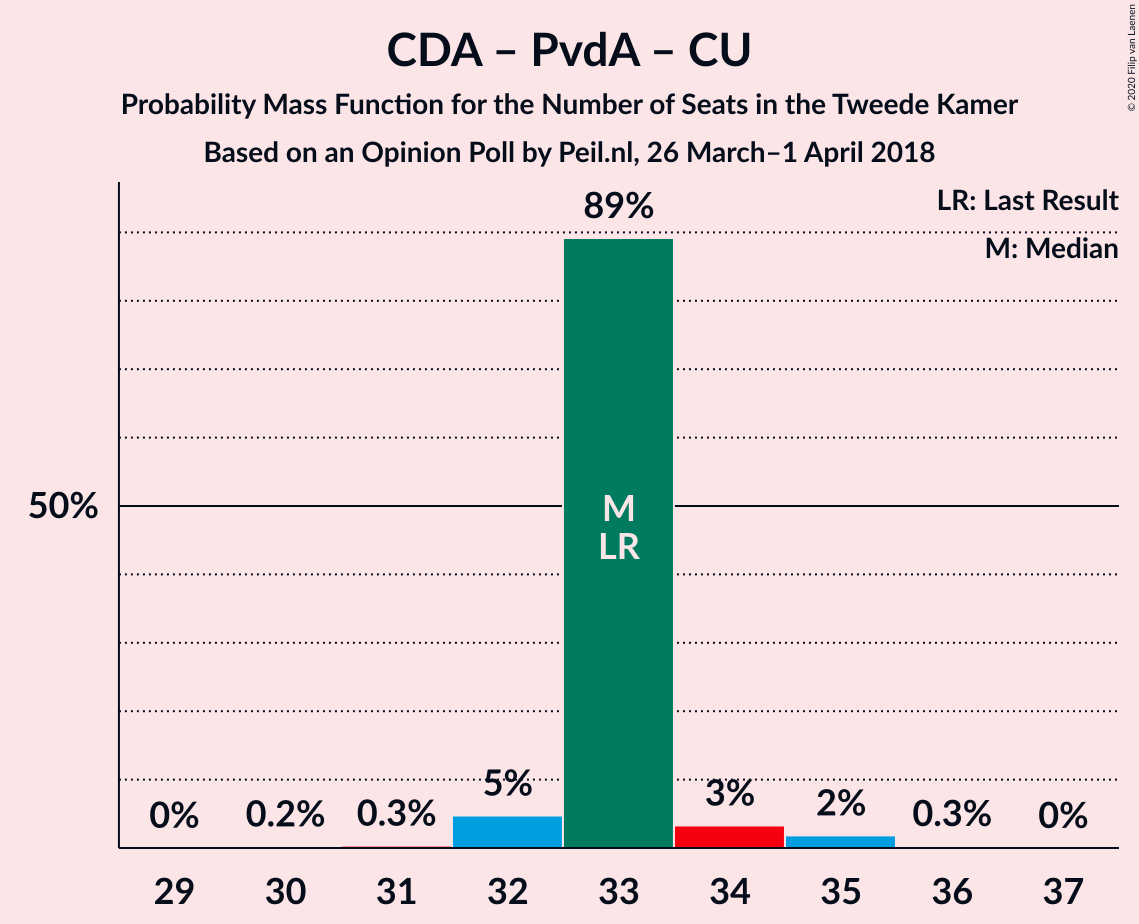 CDA – PvdA – CU
Probability Mass Function for the Number of Seats in the Tweede Kamer
Based on an Opinion Poll by Peil.nl, 26 March–1 April 2018
© 2020 Filip van Laenen
LR: Last Result
M: Median
89%
50%
M
LR
0%
0.2%
0.3%
5%
3%
2%
0.3%
0%
29
30
31
32
33
34
35
36
37